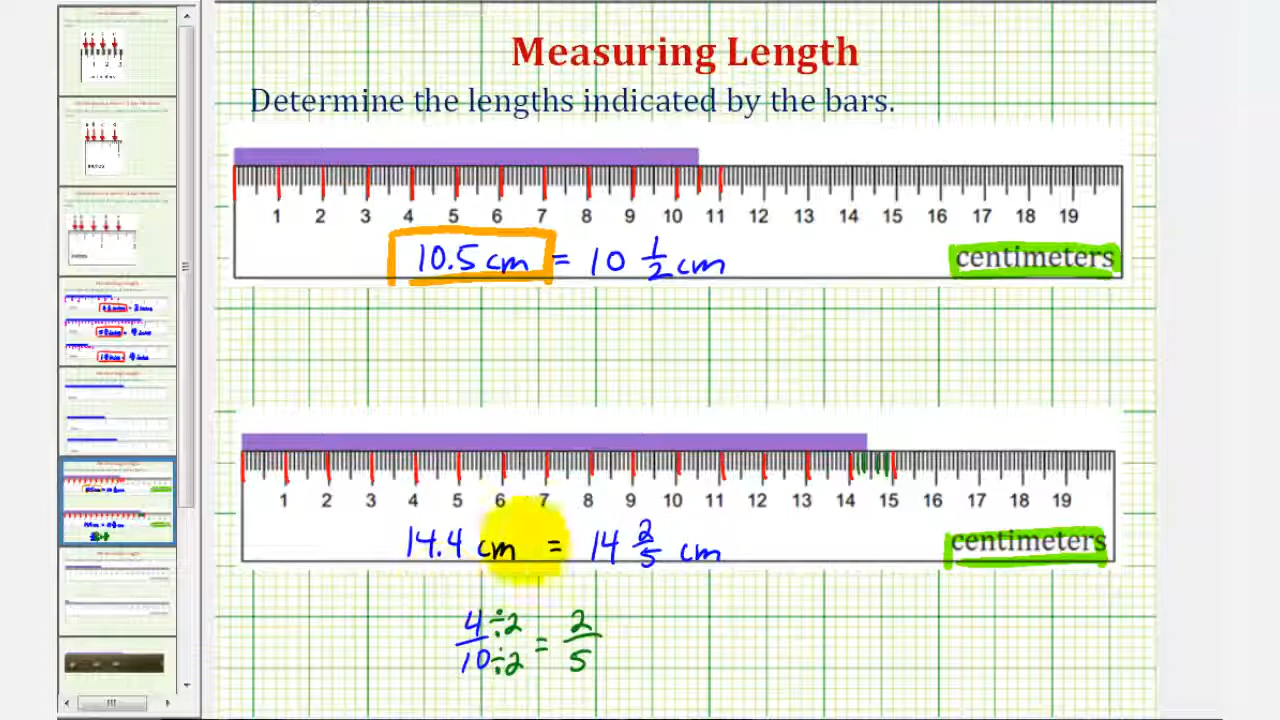 Measuring Length
Determine the lengths indicated by the bars.
1 2 3 4 5 6 7 8 9 10 11 12 13 14 15 16 17 18 19
10.5 cm = 10 1/2 cm
centimeters
1 2 3 4 5 6 7 8 9 10 11 12 13 14 15 16 17 18 19
14.4 cm = 14 2/5 cm
centimeters
4÷2/10÷2 = 2/5